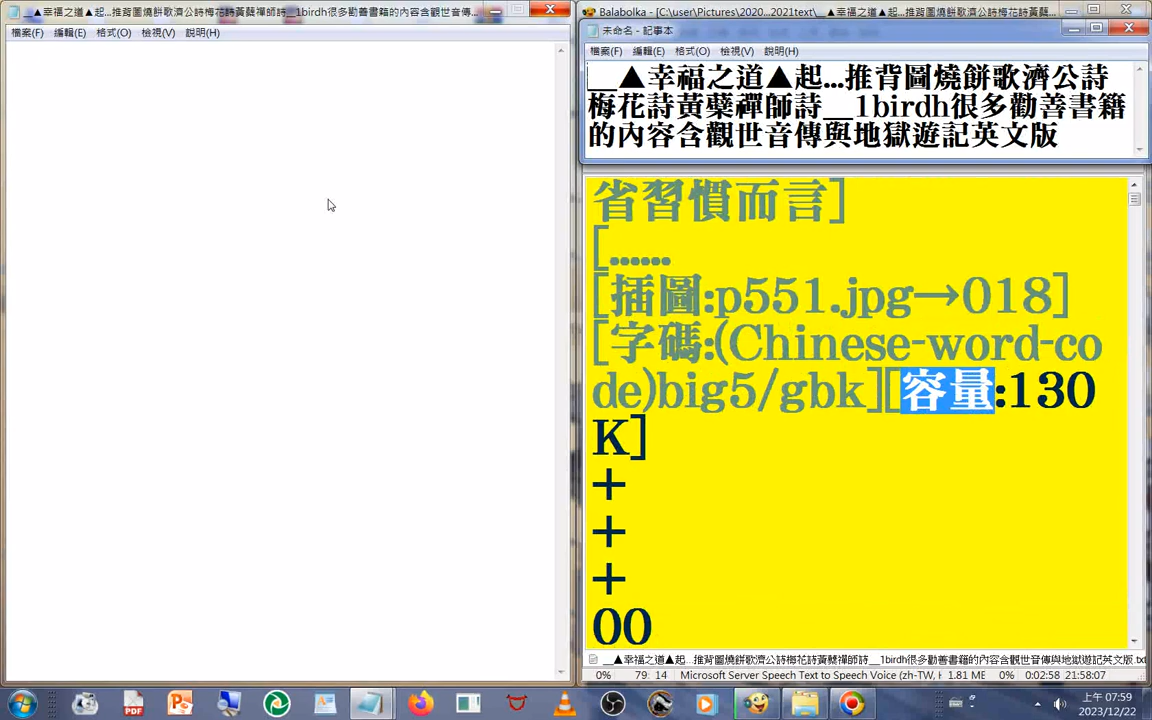 __▲幸福之道▲起...推背圖燒餅歌濟公詩梅花詩黃蘗禪師詩__1birdh很多勸善書籍的內容含觀世音傳...
檔案(F) 編輯(E) 格式(O) 檢視(V) 說明(H)
Balabolka - [C:\user\Pictures\2020...2021text\__▲幸福之道▲起...推背圖燒餅歌濟公詩梅花詩黃蘗...
未命名 - 記事本
檔案(F) 編輯(E) 格式(O) 檢視(V) 說明(H)
__▲幸福之道▲起...推背圖燒餅歌濟公詩
梅花詩黃蘗禪師詩__1birdh很多勸善書籍
的內容含觀世音傳與地獄遊記英文版
省習慣而言]
[......
[插圖:p551.jpg→018]
[字碼:(Chinese-word-co
de)big5/gbk][容量:130
K]
+
+
+
00
__▲幸福之道▲起...推背圖燒餅歌濟公詩梅花詩黃蘗禪師詩__1birdh很多勸善書籍的內容含觀世音傳與地獄遊記英文版.txt
0% 79: 14 Microsoft Server Speech Text to Speech Voice (zh-TW, H 1.81 MB 0% 0:02:58 21:58:07
上午 07:59
2023/12/22